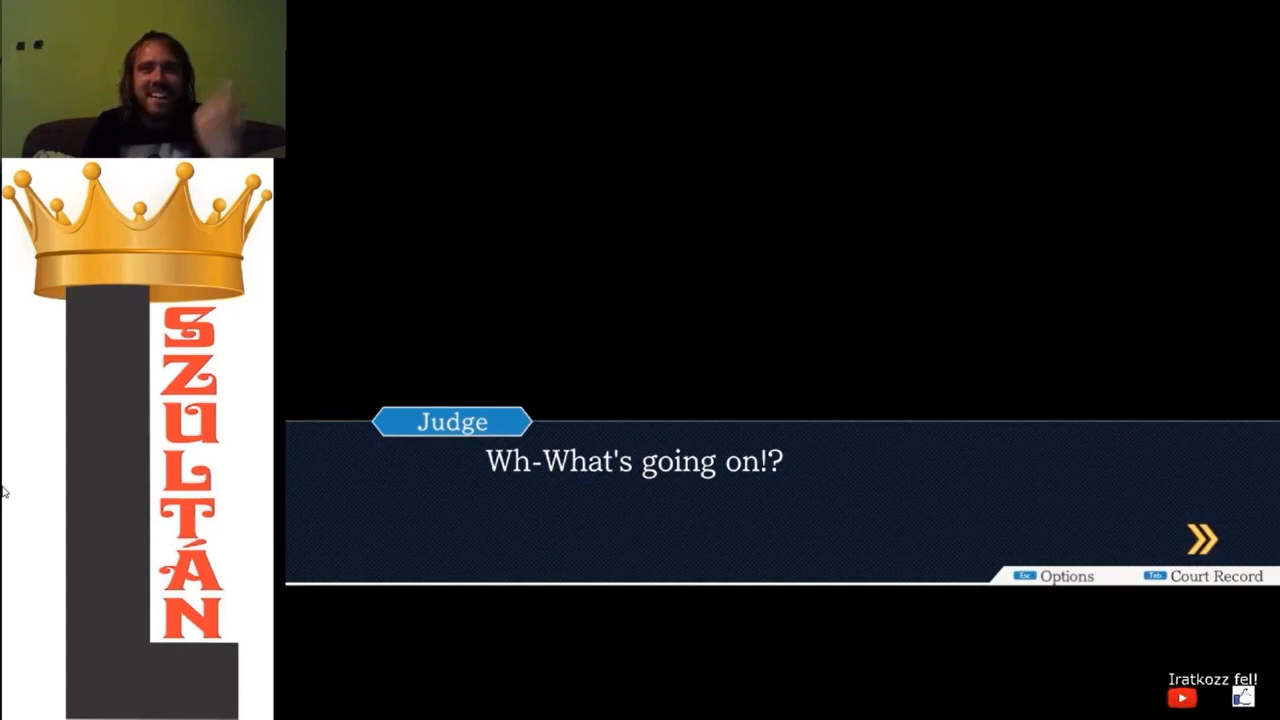 L
SZULTÁN
Judge
Wh-What's going on!?
Esc Options Tab Court Record
Iratkozz fel!